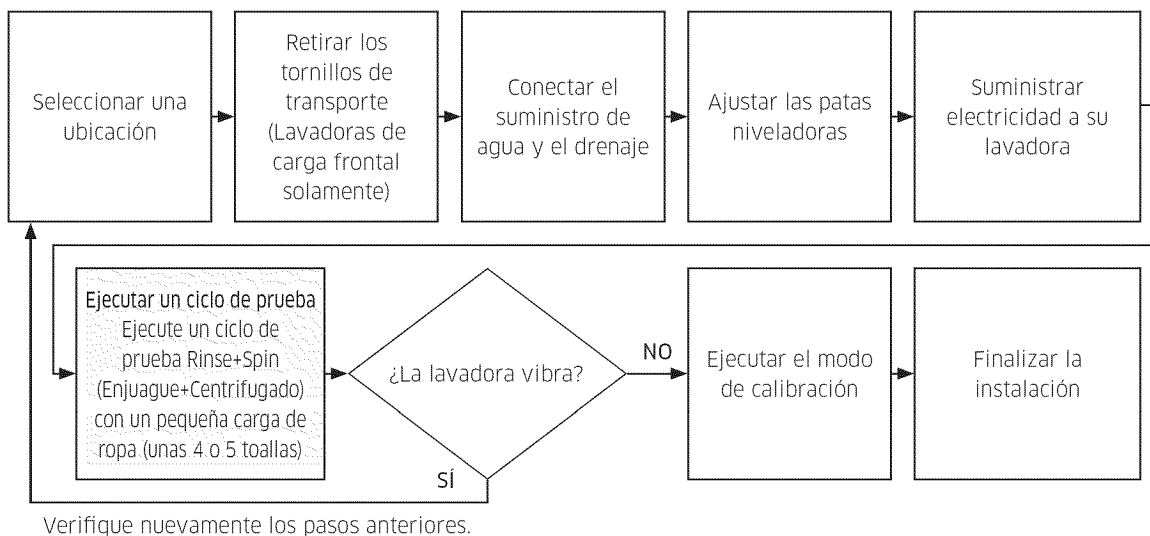 Seleccionar una
ubicación
Retirar los
tornillos de
transporte
(Lavadoras de
carga frontal
solamente)
Conectar el
suministro de
agua y el drenaje
Ajustar las patas
niveladoras
Suministrar
electricidad a su
lavadora
Ejecutar un ciclo de prueba
Ejecute un ciclo de
prueba Rinse+Spin
(Enjuague+Centrifugado)
con un pequeña carga de
ropa (unas 4 o 5 toallas)
¿La lavadora vibra?
NO
SÍ
Ejecutar el modo
de calibración
Finalizar la
instalación
Verifique nuevamente los pasos anteriores.